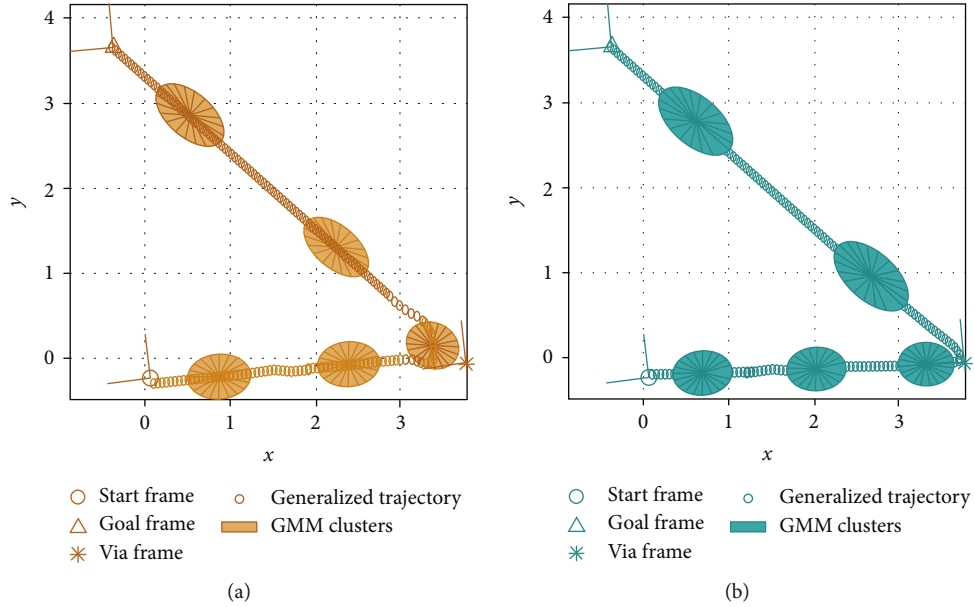 4
3
2
1
0
y
0
1
2
3
x
Start frame
Goal frame
Via frame
Generalized trajectory
GMM clusters
(a)
4
3
2
1
0
y
0
1
2
3
x
Start frame
Goal frame
Via frame
Generalized trajectory
GMM clusters
(b)